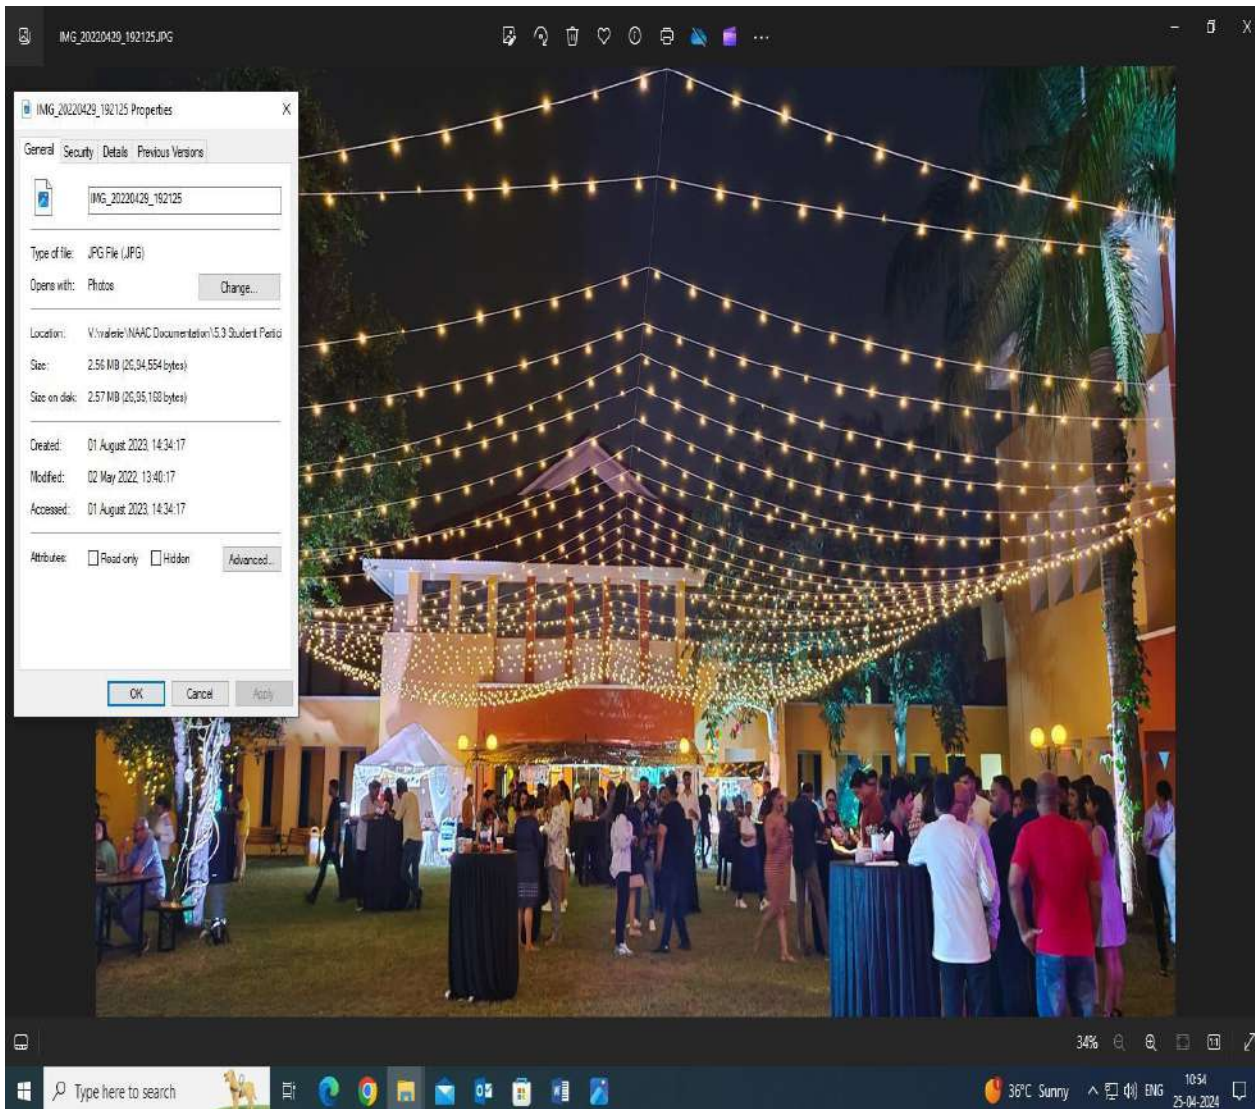 IMG_20220429_192125.JPG
IMG_20220429_192125 Properties
General Security Details Previous Versions
IMG_20220429_192125
Type of file: JPG File (.JPG)
Opens with: Photos Change...
Location: V:\valerie\NAAC Documentation\5.3 Student Partici
Size: 2.56 MB (26,94,554 bytes)
Size on disk: 2.57 MB (26,95,168 bytes)
Created: 01 August 2023, 14:34:17
Modified: 02 May 2022, 13:40:17
Accessed: 01 August 2023, 14:34:17
Attributes: Read-only Hidden Advanced...
OK Cancel Apply
34%
Type here to search
36°C Sunny ENG
10:54
25-04-2024